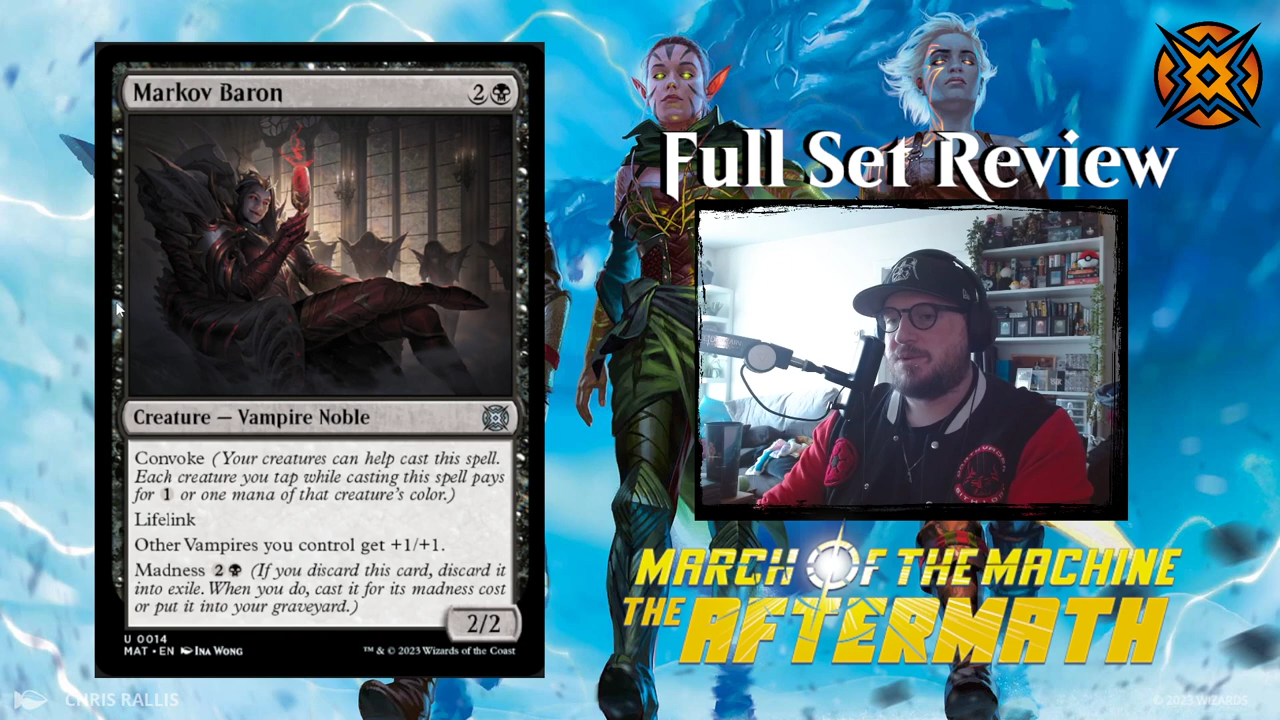 Markov Baron 2
Creature — Vampire Noble
Convoke (Your creatures can help cast this spell.
Each creature you tap while casting this spell pays
for 1 or one mana of that creature's color.)
Lifelink
Other Vampires you control get +1/+1.
Madness 2 (If you discard this card, discard it
into exile. When you do, cast it for its madness cost
or put it into your graveyard.)
2/2
U 0014
MAT • EN Ina Wong
™ & © 2023 Wizards of the Coast
Full Set Review
MARCH OF THE MACHINE
THE AFTERMATH
CHRIS RALLIS
© 2023 WIZARDS